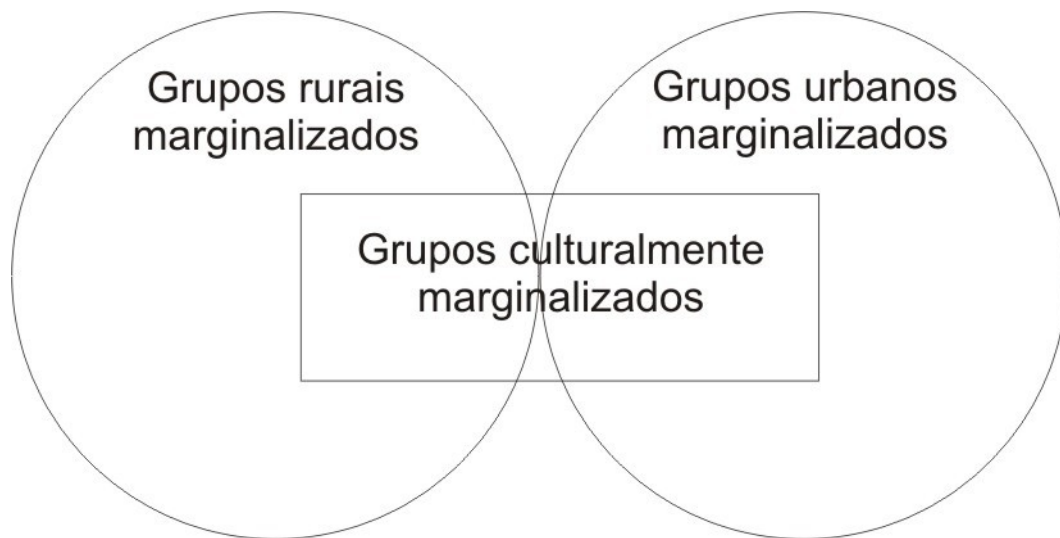 Grupos rurais
marginalizados
Grupos urbanos
marginalizados
Grupos culturalmente
marginalizados